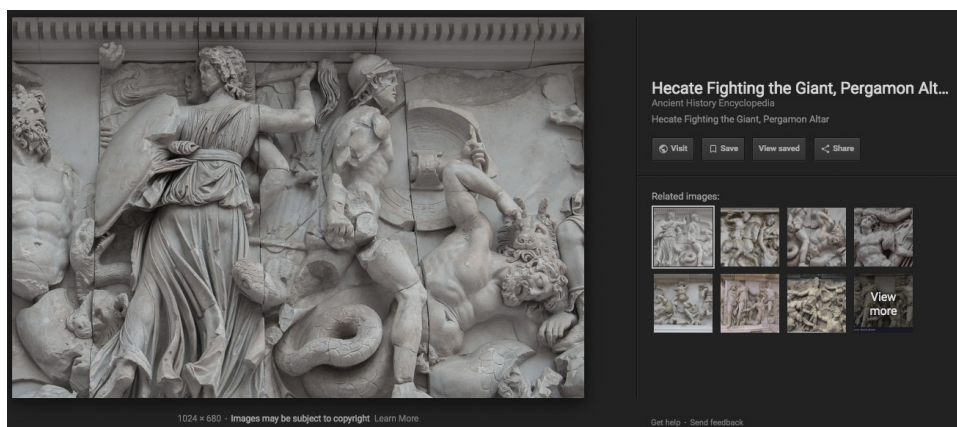 Hecate Fighting the Giant, Pergamon Alt...
Ancient History Encyclopedia
Hecate Fighting the Giant, Pergamon Altar
Visit Save View saved Share
Related images:
View
more
1024 × 680 - Images may be subject to copyright Learn More
Get help - Send feedback